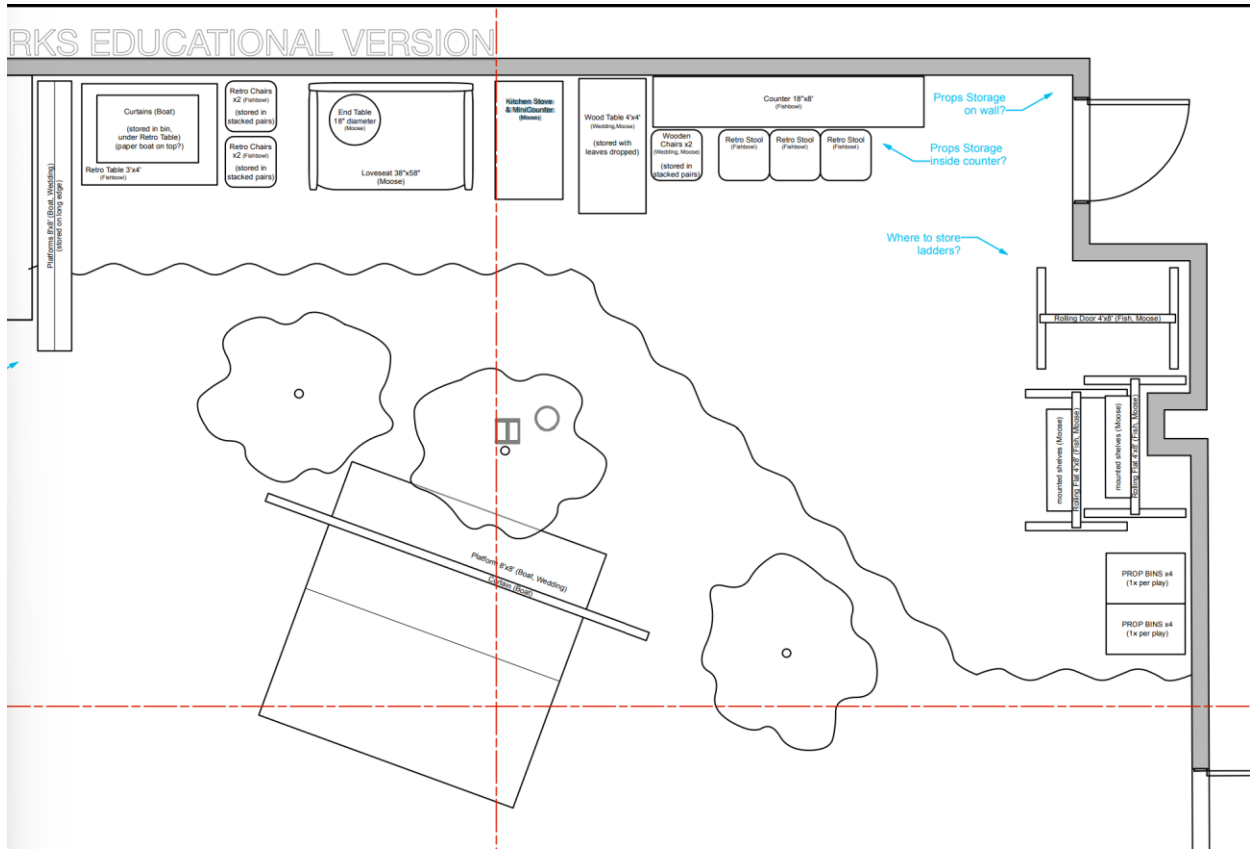 RKS EDUCATIONAL VERSION
Platforms 8'x8' (Boat, Wedding)
(stored on long edge)
Curtains (Boat)
(stored in bin,
under Retro Table)
(paper boat on top?)
Retro Table 3'x4'
(Fishbowl)
Retro Chairs
x2 (Fishbowl)
(stored in
stacked pairs)
Retro Chairs
x2 (Fishbowl)
(stored in
stacked pairs)
End Table
18" diameter
(Moose)
Loveseat 38"x58"
(Moose)
Kitchen Stove
& MiniCounter
(Moose)
Wood Table 4'x4'
(Wedding,Moose)
(stored with
leaves dropped)
Counter 18"x8'
(Fishbowl)
Wooden
Chairs x2
(Wedding, Moose)
(stored in
stacked pairs)
Retro Stool
(Fishbowl)
Retro Stool
(Fishbowl)
Retro Stool
(Fishbowl)
Props Storage
on wall?
Props Storage
inside counter?
Where to store
ladders?
Rolling Door 4'x8' (Fish, Moose)
mounted shelves (Moose)
Rolling Flat 4'x8' (Fish, Moose)
mounted shelves (Moose)
Rolling Flat 4'x8' (Fish, Moose)
PROP BINS x4
(1x per play)
PROP BINS x4
(1x per play)
Platform 8'x8' (Boat, Wedding)
Curtain (Boat)